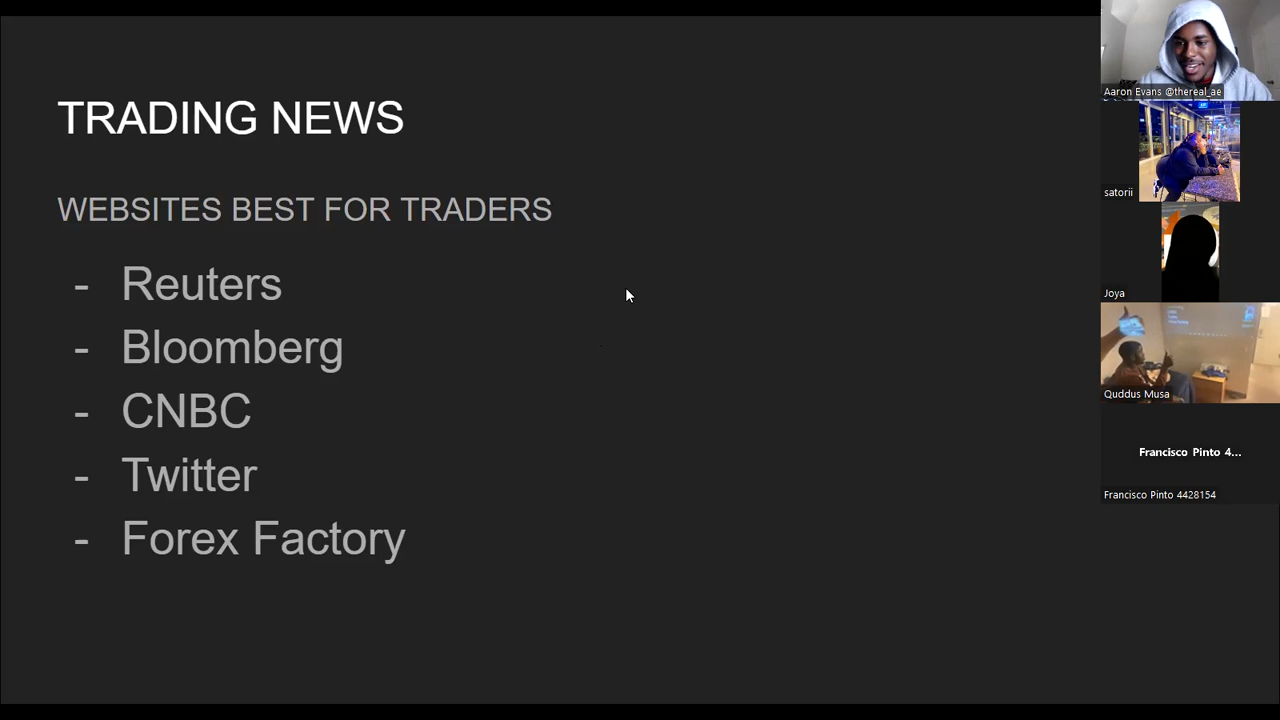 TRADING NEWS
WEBSITES BEST FOR TRADERS
- Reuters
- Bloomberg
- CNBC
- Twitter
- Forex Factory
Aaron Evans @thereal_ae
satorii
Joya
Quddus Musa
Francisco Pinto 4...
Francisco Pinto 4428154